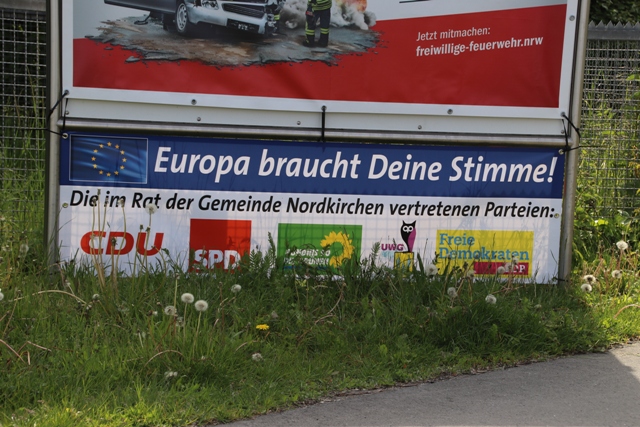 Jetzt mitmachen:
freiwillige-feuerwehr.nrw
Europa braucht Deine Stimme!
Die im Rat der Gemeinde Nordkirchen vertretenen Parteien:
CDU
SPD
UWG
Freie
Demokraten
FDP